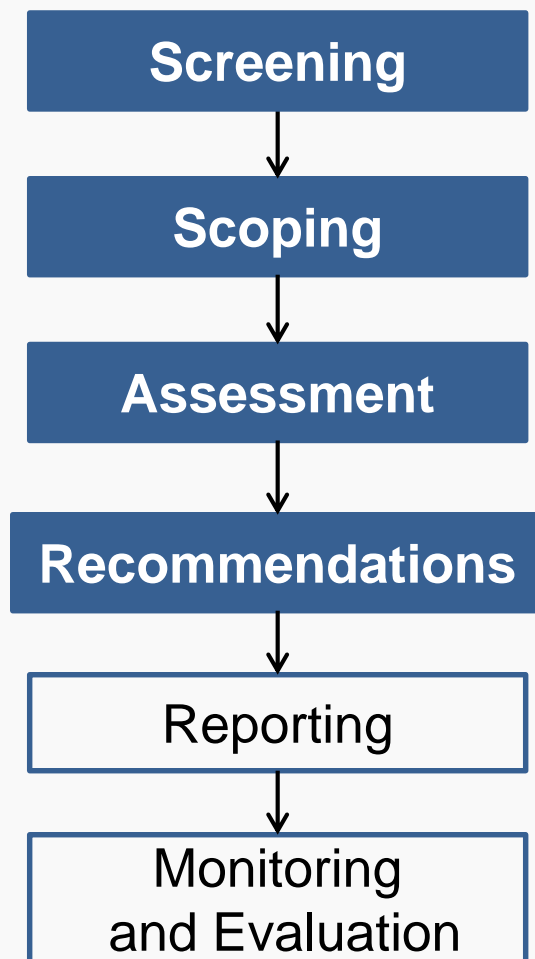 Screening
Scoping
Assessment
Recommendations
Reporting
Monitoring
and Evaluation